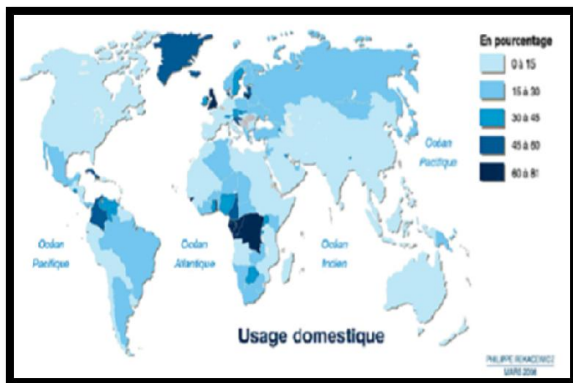 En pourcentage
0 à 15
15 à 30
30 à 45
45 à 60
60 à 81
Océan
Pacifique
Océan
Pacifique
Océan
Atlantique
Océan
Indien
Usage domestique
PHILIPPE REKACEWICZ
MARS 2008